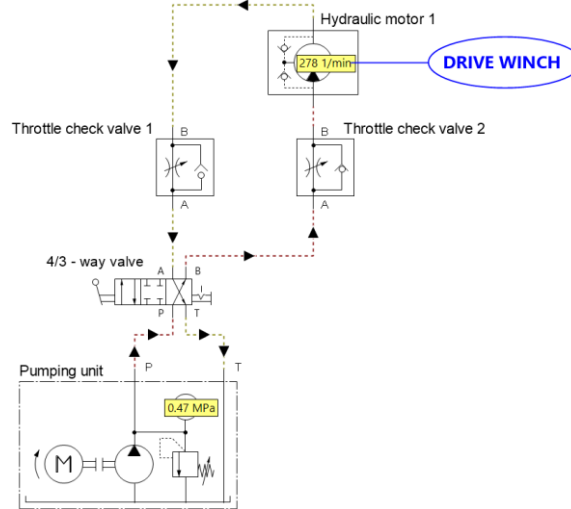 Hydraulic motor 1
278 1/min
DRIVE WINCH
Throttle check valve 1
B
A
B
Throttle check valve 2
A
4/3 - way valve
A
B
P
T
Pumping unit
P
T
0.47 MPa
M